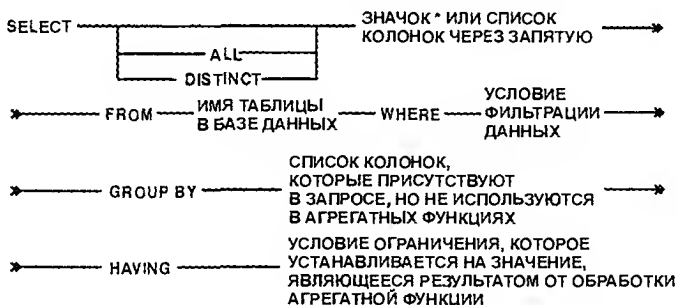 SELECT
ЗНАЧОК * ИЛИ СПИСОК
КОЛОНОК ЧЕРЕЗ ЗАПЯТУЮ
ALL
DISTINCT
FROM
ИМЯ ТАБЛИЦЫ
В БАЗЕ ДАННЫХ
WHERE
УСЛОВИЕ
ФИЛЬТРАЦИИ
ДАННЫХ
GROUP BY
СПИСОК КОЛОНОК,
КОТОРЫЕ ПРИСУТСТВУЮТ
В ЗАПРОСЕ, НО НЕ ИСПОЛЬЗУЮТСЯ
В АГРЕГАТНЫХ ФУНКЦИЯХ
HAVING
УСЛОВИЕ ОГРАНИЧЕНИЯ, КОТОРОЕ
УСТАНАВЛИВАЕТСЯ НА ЗНАЧЕНИЕ,
ЯВЛЯЮЩЕЕСЯ РЕЗУЛЬТАТОМ ОТ ОБРАБОТКИ
АГРЕГАТНОЙ ФУНКЦИИ